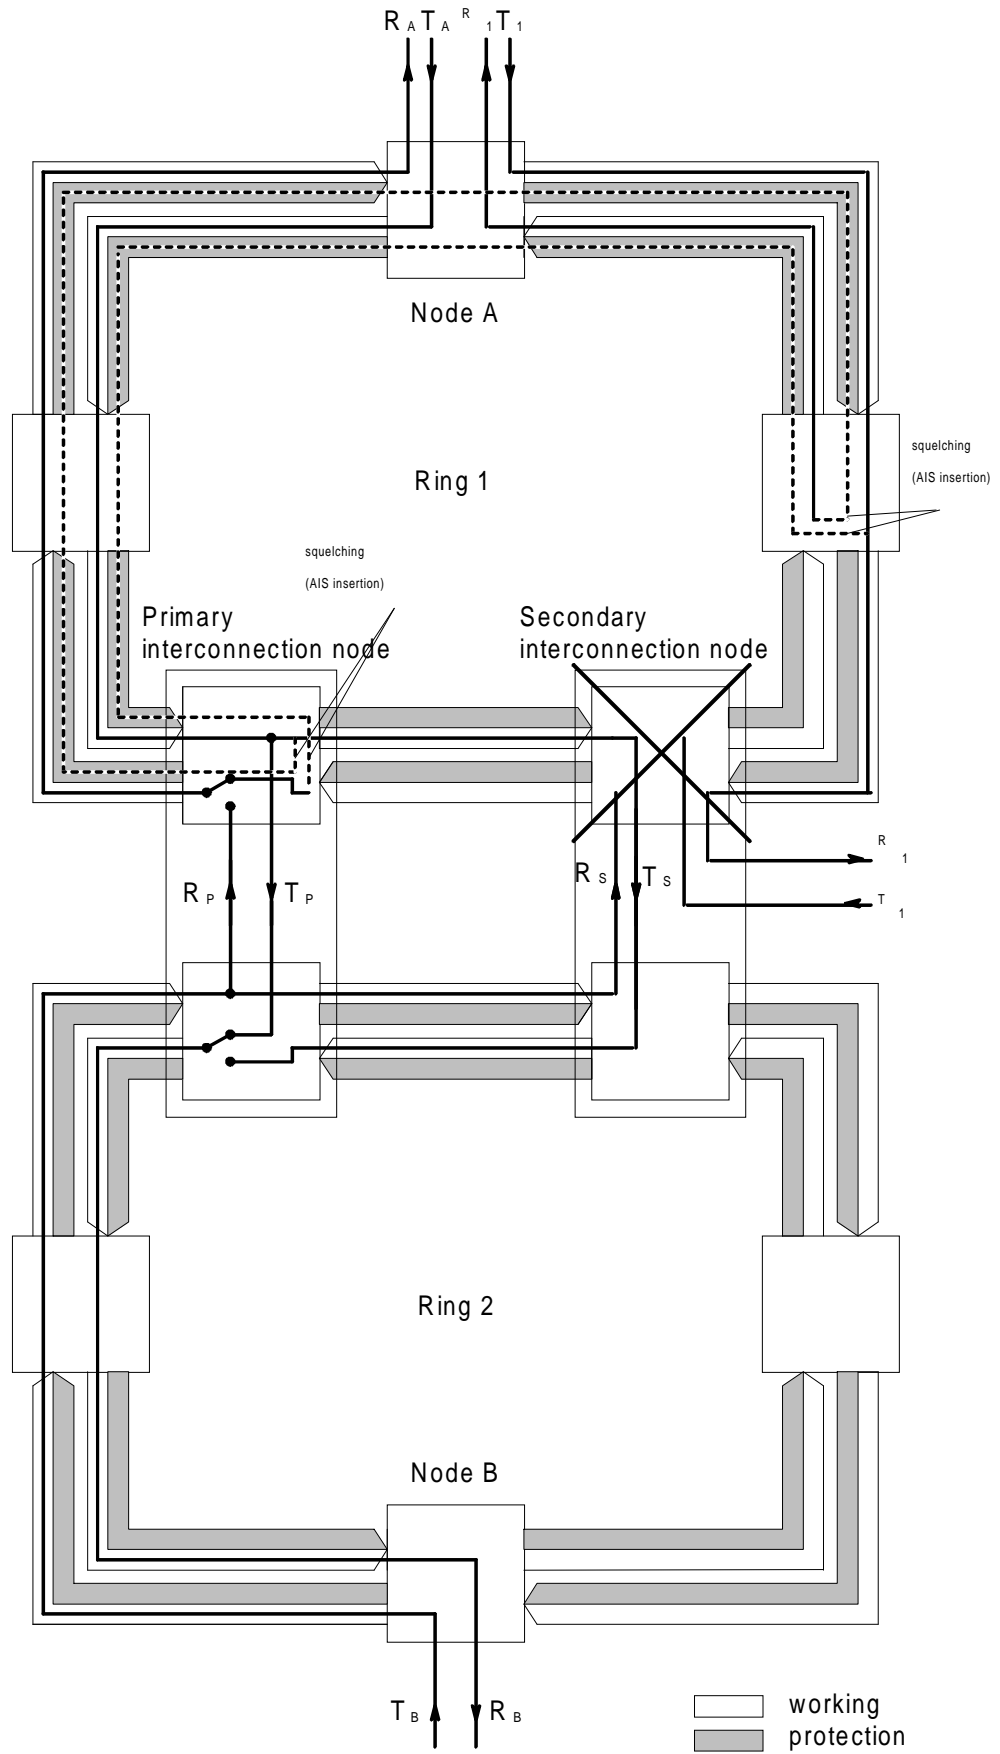 R A T A R 1 T 1
Node A
Ring 1
squelching
(AIS insertion)
squelching
(AIS insertion)
Primary
interconnection node
Secondary
interconnection node
R 1
T 1
R P T P
R S T S
Ring 2
Node B
T B R B
working
protection